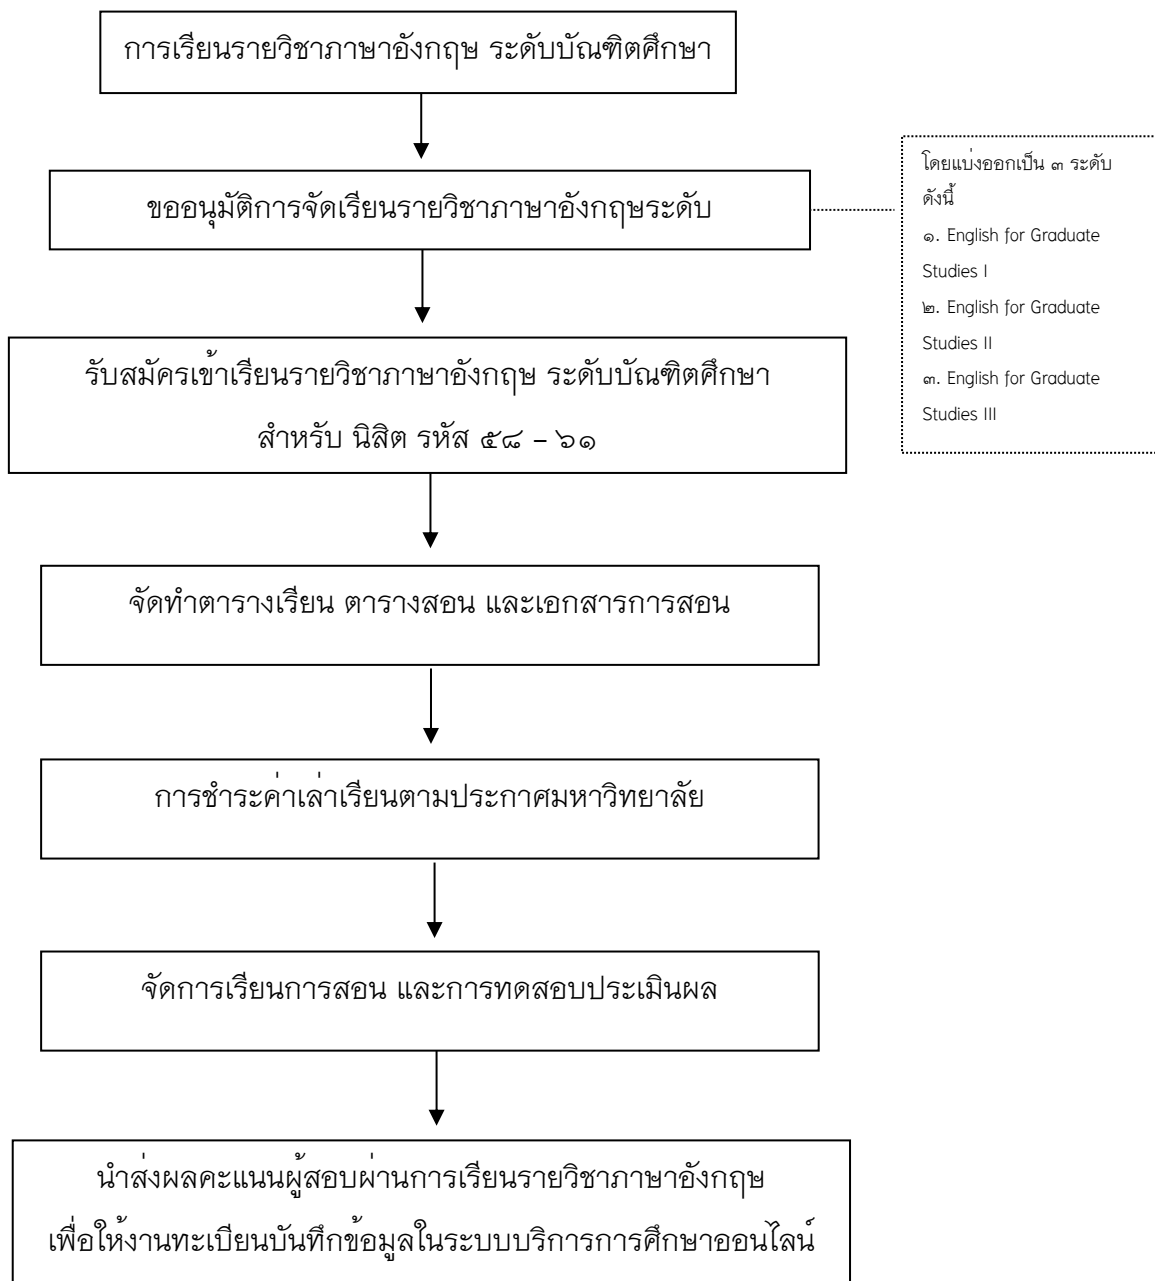 การเรียนรายวิชาภาษาอังกฤษ ระดับบัณฑิตศึกษา
ขออนุมัติการจัดเรียนรายวิชาภาษาอังกฤษระดับ
โดยแบ่งออกเป็น ๓ ระดับ
ดังนี้
๑. English for Graduate
Studies I
๒. English for Graduate
Studies II
๓. English for Graduate
Studies III
รับสมัครเข้าเรียนรายวิชาภาษาอังกฤษ ระดับบัณฑิตศึกษา
สำหรับ นิสิต รหัส ๕๘ – ๖๑
จัดทำตารางเรียน ตารางสอน และเอกสารการสอน
การชำระค่าเล่าเรียนตามประกาศมหาวิทยาลัย
จัดการเรียนการสอน และการทดสอบประเมินผล
นำส่งผลคะแนนผู้สอบผ่านการเรียนรายวิชาภาษาอังกฤษ
เพื่อให้งานทะเบียนบันทึกข้อมูลในระบบบริการการศึกษาออนไลน์